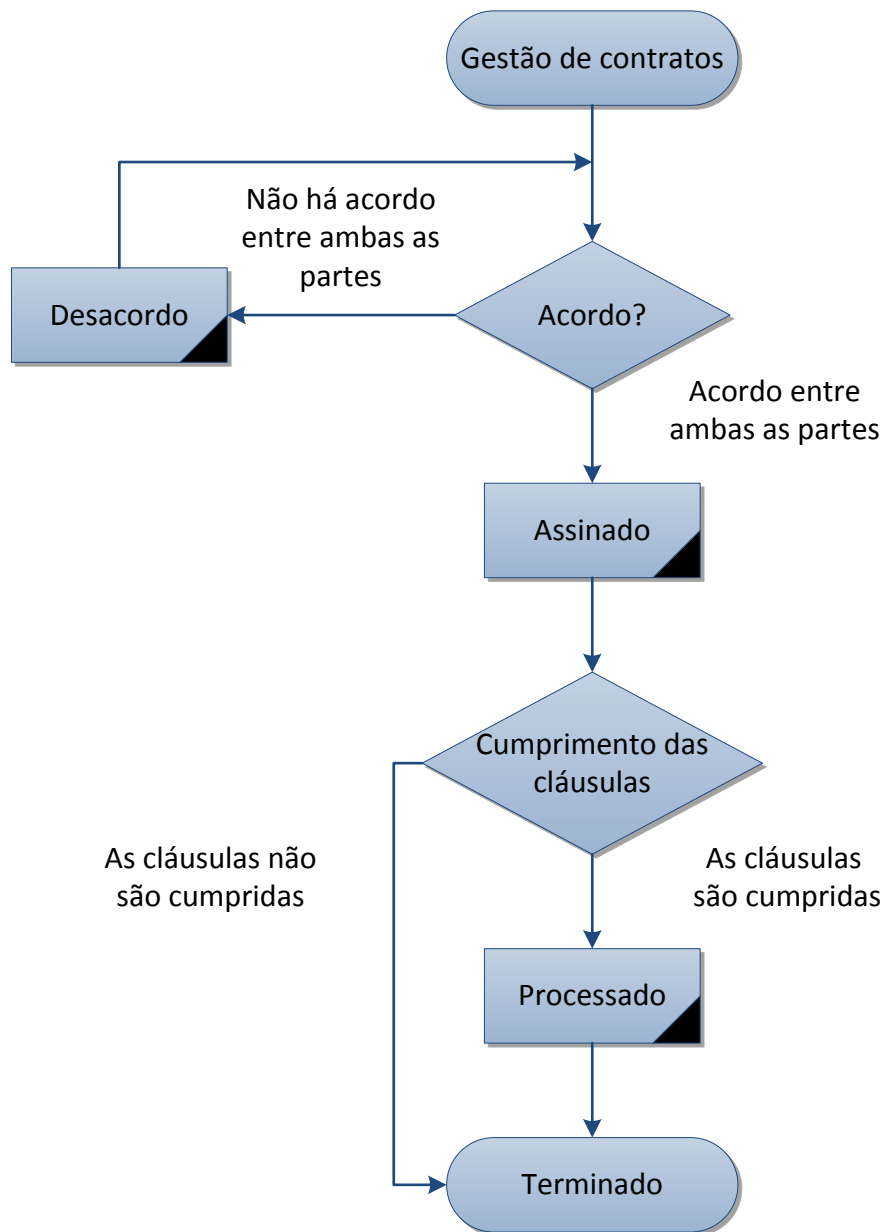 Gestão de contratos
Não há acordo
entre ambas as
partes
Desacordo
Acordo?
Acordo entre
ambas as partes
Assinado
Cumprimento das
cláusulas
As cláusulas não
são cumpridas
As cláusulas
são cumpridas
Processado
Terminado